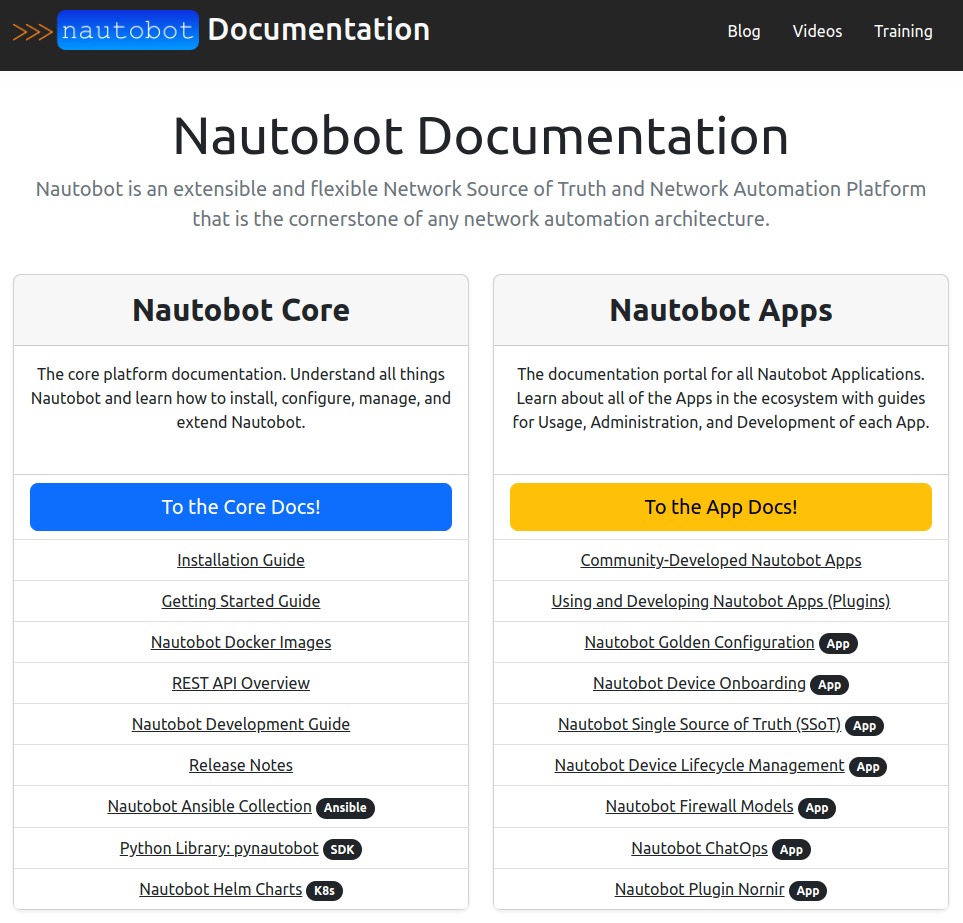 >>> nautobot Documentation
Blog Videos Training
Nautobot Documentation
Nautobot is an extensible and flexible Network Source of Truth and Network Automation Platform
that is the cornerstone of any network automation architecture.
Nautobot Core
The core platform documentation. Understand all things
Nautobot and learn how to install, configure, manage, and
extend Nautobot.
To the Core Docs!
Installation Guide
Getting Started Guide
Nautobot Docker Images
REST API Overview
Nautobot Development Guide
Release Notes
Nautobot Ansible Collection Ansible
Python Library: pynautobot SDK
Nautobot Helm Charts K8s
Nautobot Apps
The documentation portal for all Nautobot Applications.
Learn about all of the Apps in the ecosystem with guides
for Usage, Administration, and Development of each App.
To the App Docs!
Community-Developed Nautobot Apps
Using and Developing Nautobot Apps (Plugins)
Nautobot Golden Configuration App
Nautobot Device Onboarding App
Nautobot Single Source of Truth (SSoT) App
Nautobot Device Lifecycle Management App
Nautobot Firewall Models App
Nautobot ChatOps App
Nautobot Plugin Nornir App